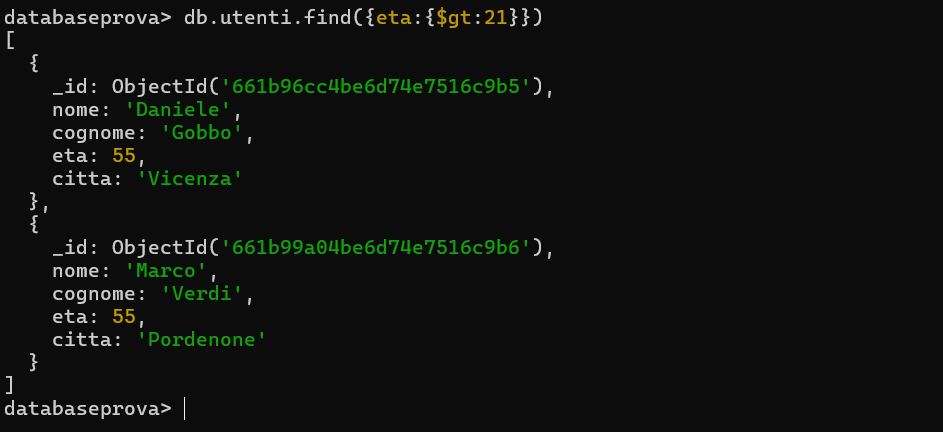 databaseprova> db.utenti.find({eta:{$gt:21}})
[
  {
    _id: ObjectId('661b96cc4be6d74e7516c9b5'),
    nome: 'Daniele',
    cognome: 'Gobbo',
    eta: 55,
    citta: 'Vicenza'
  },
  {
    _id: ObjectId('661b99a04be6d74e7516c9b6'),
    nome: 'Marco',
    cognome: 'Verdi',
    eta: 55,
    citta: 'Pordenone'
  }
]
databaseprova>